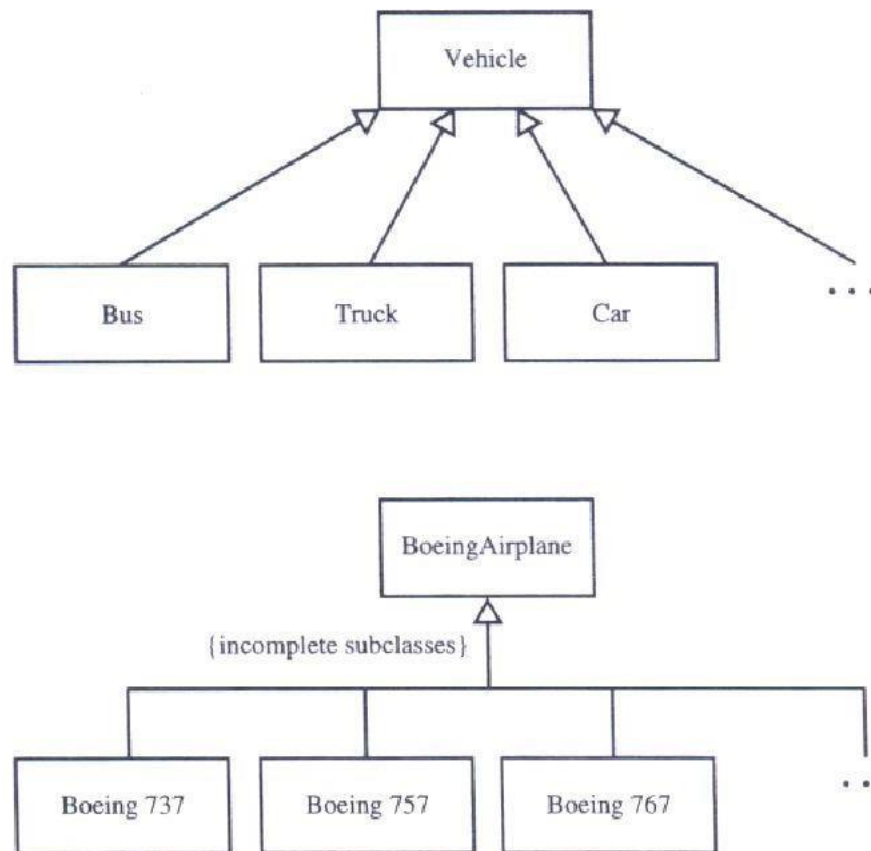 Vehicle
Bus Truck Car . . .
BoeingAirplane
{incomplete subclasses}
Boeing 737 Boeing 757 Boeing 767 . . .